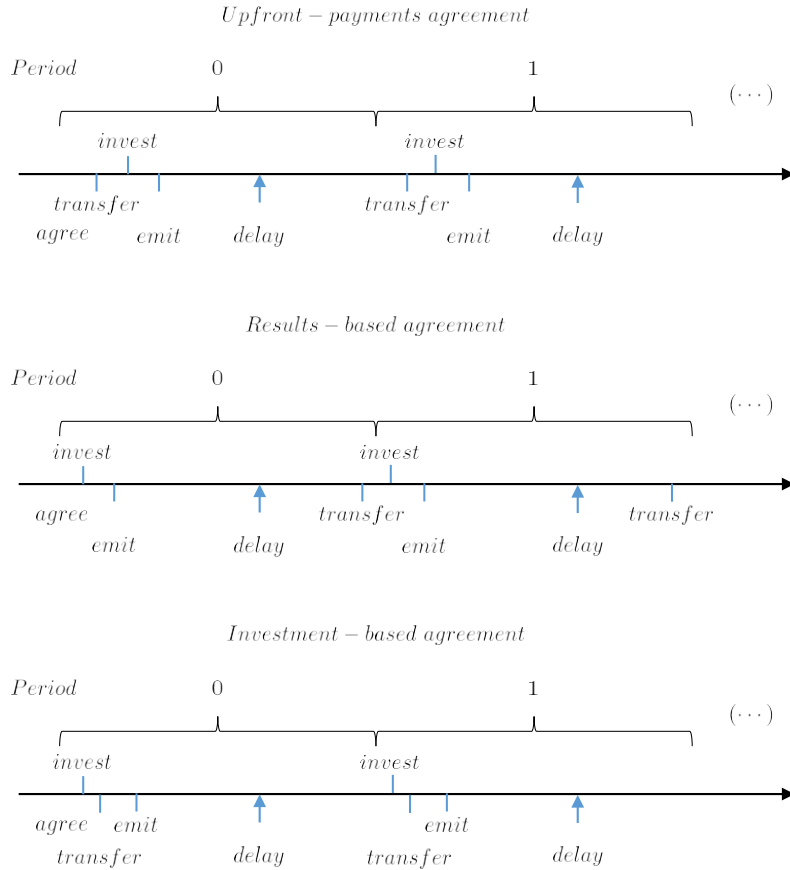 Upfront – payments agreement
Period 0 1
(···)
invest invest
transfer transfer
agree emit delay emit delay
Results – based agreement
Period 0 1
(···)
invest invest
agree transfer transfer
emit delay emit delay
Investment – based agreement
Period 0 1
(···)
invest invest
agree emit emit
transfer delay transfer delay